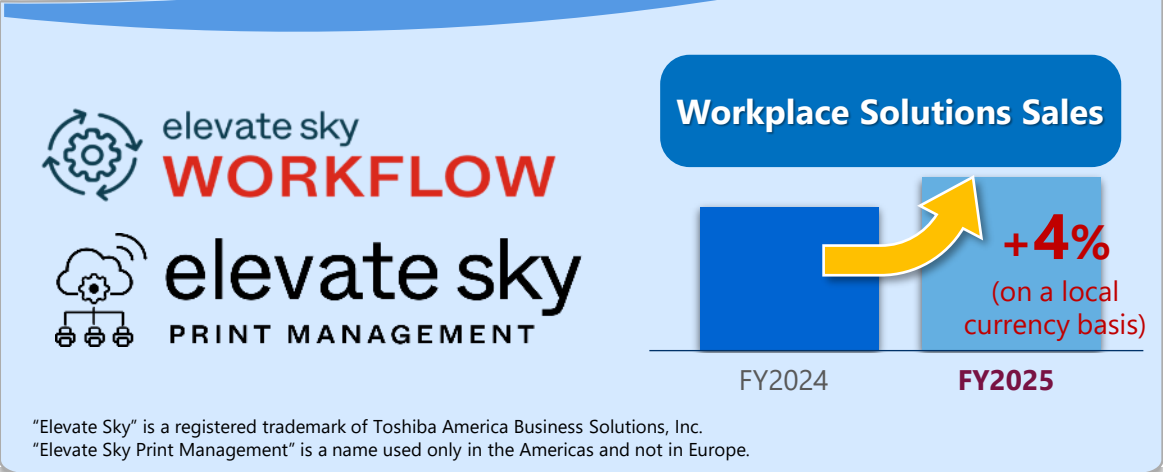 elevate sky
WORKFLOW
elevate sky
PRINT MANAGEMENT
Workplace Solutions Sales
+4%
(on a local
currency basis)
FY2024
FY2025
“Elevate Sky” is a registered trademark of Toshiba America Business Solutions, Inc.
“Elevate Sky Print Management” is a name used only in the Americas and not in Europe.